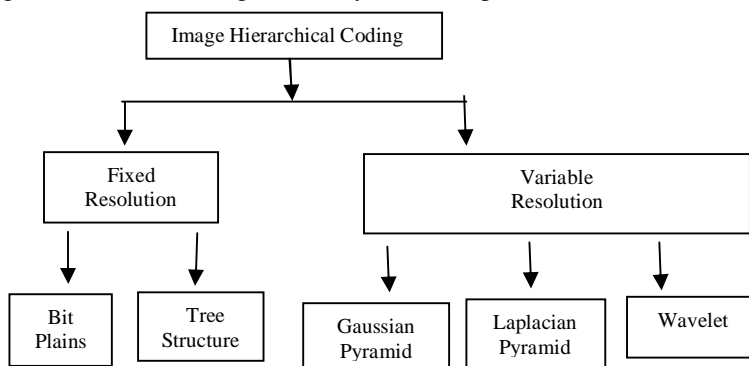 Image Hierarchical Coding
Fixed
Resolution
Variable
Resolution
Bit
Plains
Tree
Structure
Gaussian
Pyramid
Laplacian
Pyramid
Wavelet